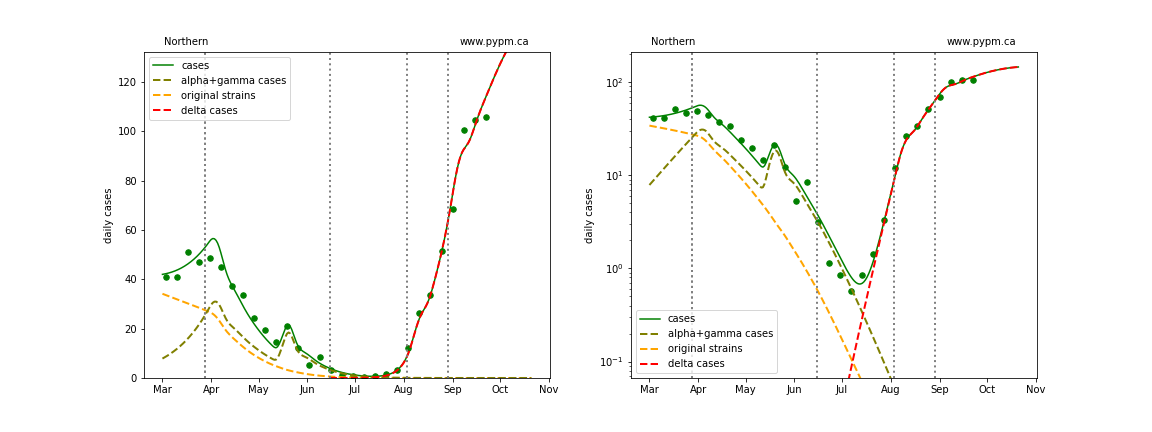 Northern www.pypm.ca
cases
alpha+gamma cases
original strains
delta cases
daily cases
120
100
80
60
40
20
0
Mar Apr May Jun Jul Aug Sep Oct Nov
Northern www.pypm.ca
daily cases
10²
10¹
10⁰
10⁻¹
cases
alpha+gamma cases
original strains
delta cases
Mar Apr May Jun Jul Aug Sep Oct Nov